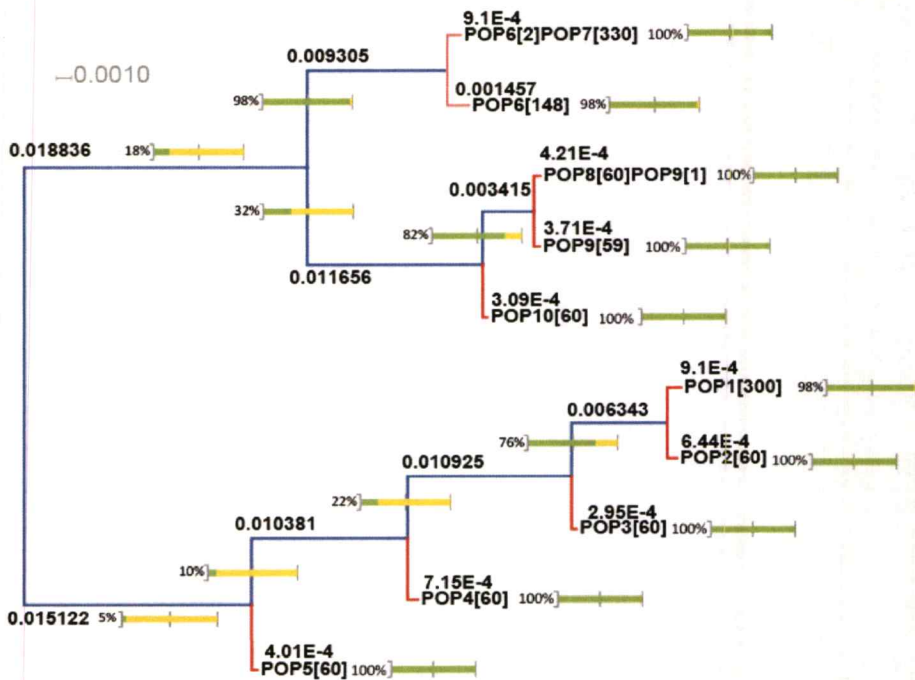 9.1E-4
POP6[2]POP7[330] 100%
0.009305
0.0010
0.001457
98%
POP6[148] 98%
0.018836 18%
4.21E-4
POP8[60]POP9[1] 100%
0.003415
32%
3.71E-4
82%
POP9[59] 100%
0.011656
3.09E-4
POP10[60] 100%
9.1E-4
POP1[300] 98%
0.006343
76%
6.44E-4
POP2[60] 100%
0.010925
22%
2.95E-4
POP3[60] 100%
0.010381
10%
7.15E-4
POP4[60] 100%
0.015122 5%
4.01E-4
POP5[60] 100%